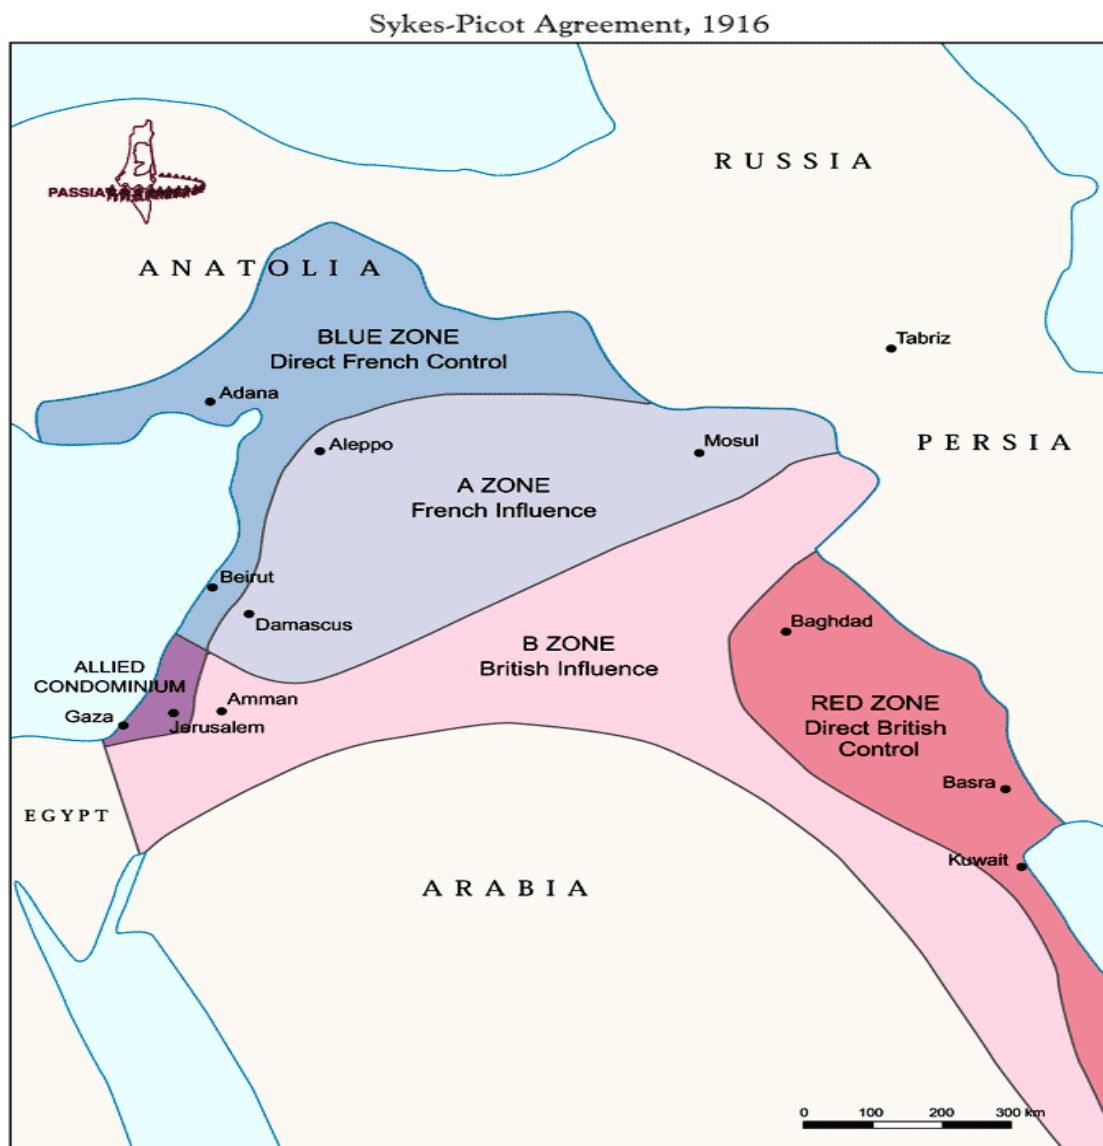 Sykes-Picot Agreement, 1916
RUSSIA
PASSIA
ANATOLIA
BLUE ZONE
Direct French Control
Tabriz
Adana
Aleppo
Mosul
PERSIA
A ZONE
French Influence
Beirut
Damascus
Baghdad
B ZONE
British Influence
ALLIED
CONDOMINIUM
Amman
Gaza
Jerusalem
RED ZONE
Direct British
Control
Basra
EGYPT
Kuwait
ARABIA
0 100 200 300 km